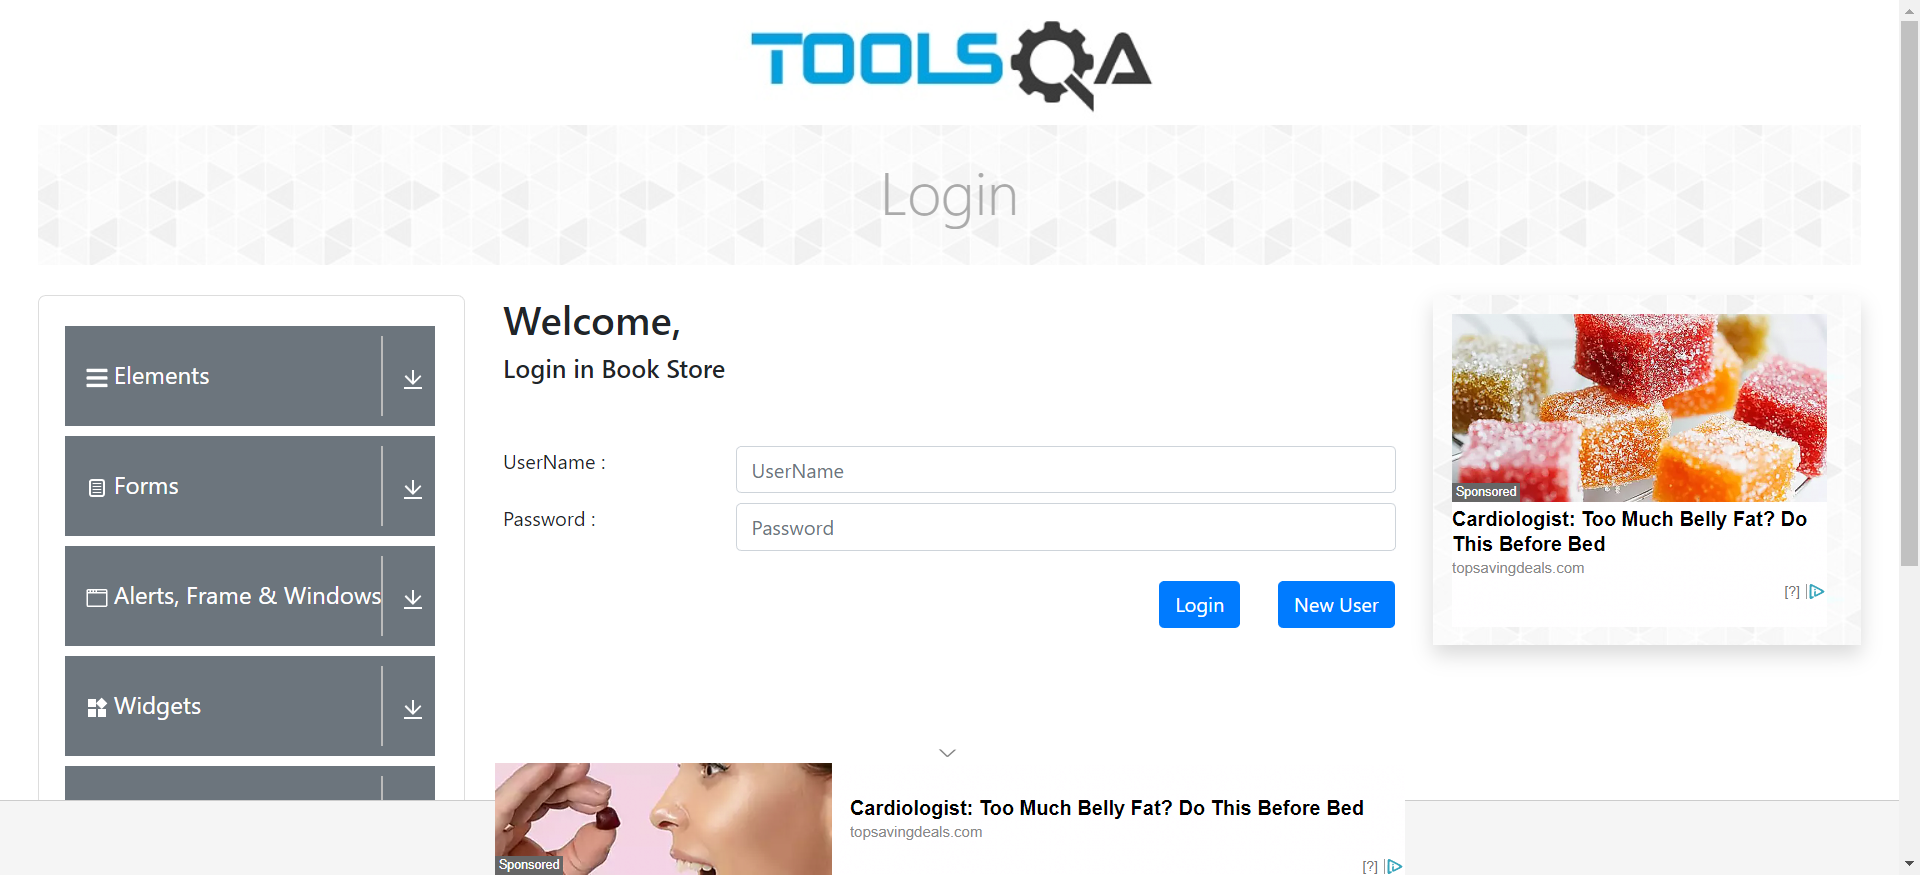 TOOLSQA
Login
Elements
Forms
Alerts, Frame & Windows
Widgets
Welcome,
Login in Book Store
UserName :
UserName
Password :
Password
Login
New User
Sponsored
Cardiologist: Too Much Belly Fat? Do
This Before Bed
topsavingdeals.com
[?]
Sponsored
Cardiologist: Too Much Belly Fat? Do This Before Bed
topsavingdeals.com
[?]